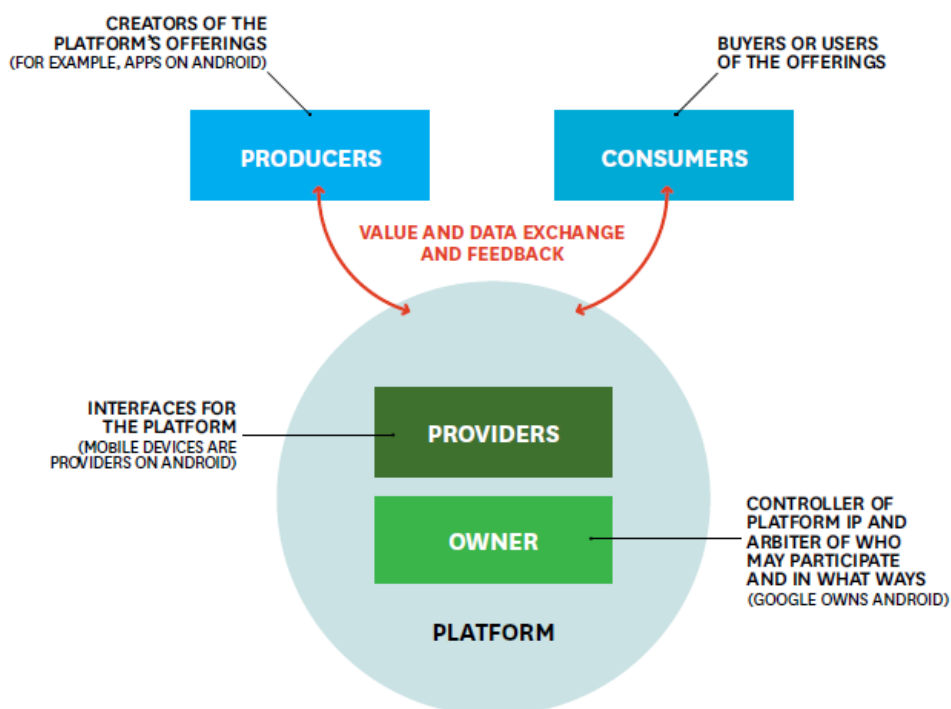 CREATORS OF THE
PLATFORM'S OFFERINGS
(FOR EXAMPLE, APPS ON ANDROID)
BUYERS OR USERS
OF THE OFFERINGS
PRODUCERS
CONSUMERS
VALUE AND DATA EXCHANGE
AND FEEDBACK
INTERFACES FOR
THE PLATFORM
(MOBILE DEVICES ARE
PROVIDERS ON ANDROID)
PROVIDERS
OWNER
CONTROLLER OF
PLATFORM IP AND
ARBITER OF WHO
MAY PARTICIPATE
AND IN WHAT WAYS
(GOOGLE OWNS ANDROID)
PLATFORM